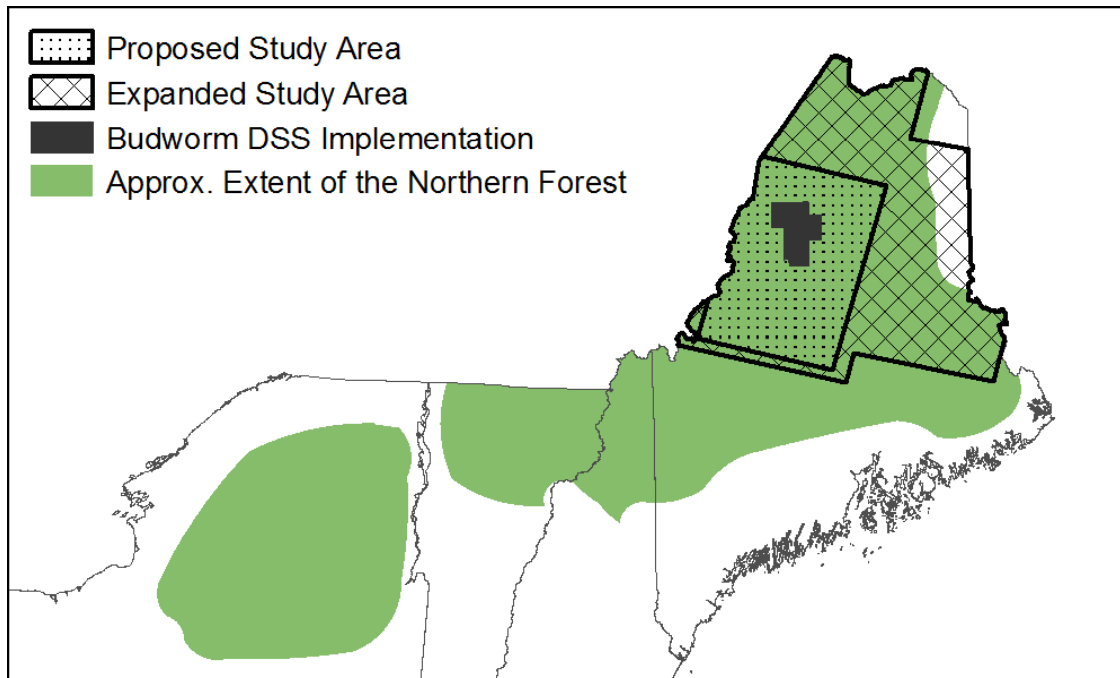 Proposed Study Area
Expanded Study Area
Budworm DSS Implementation
Approx. Extent of the Northern Forest